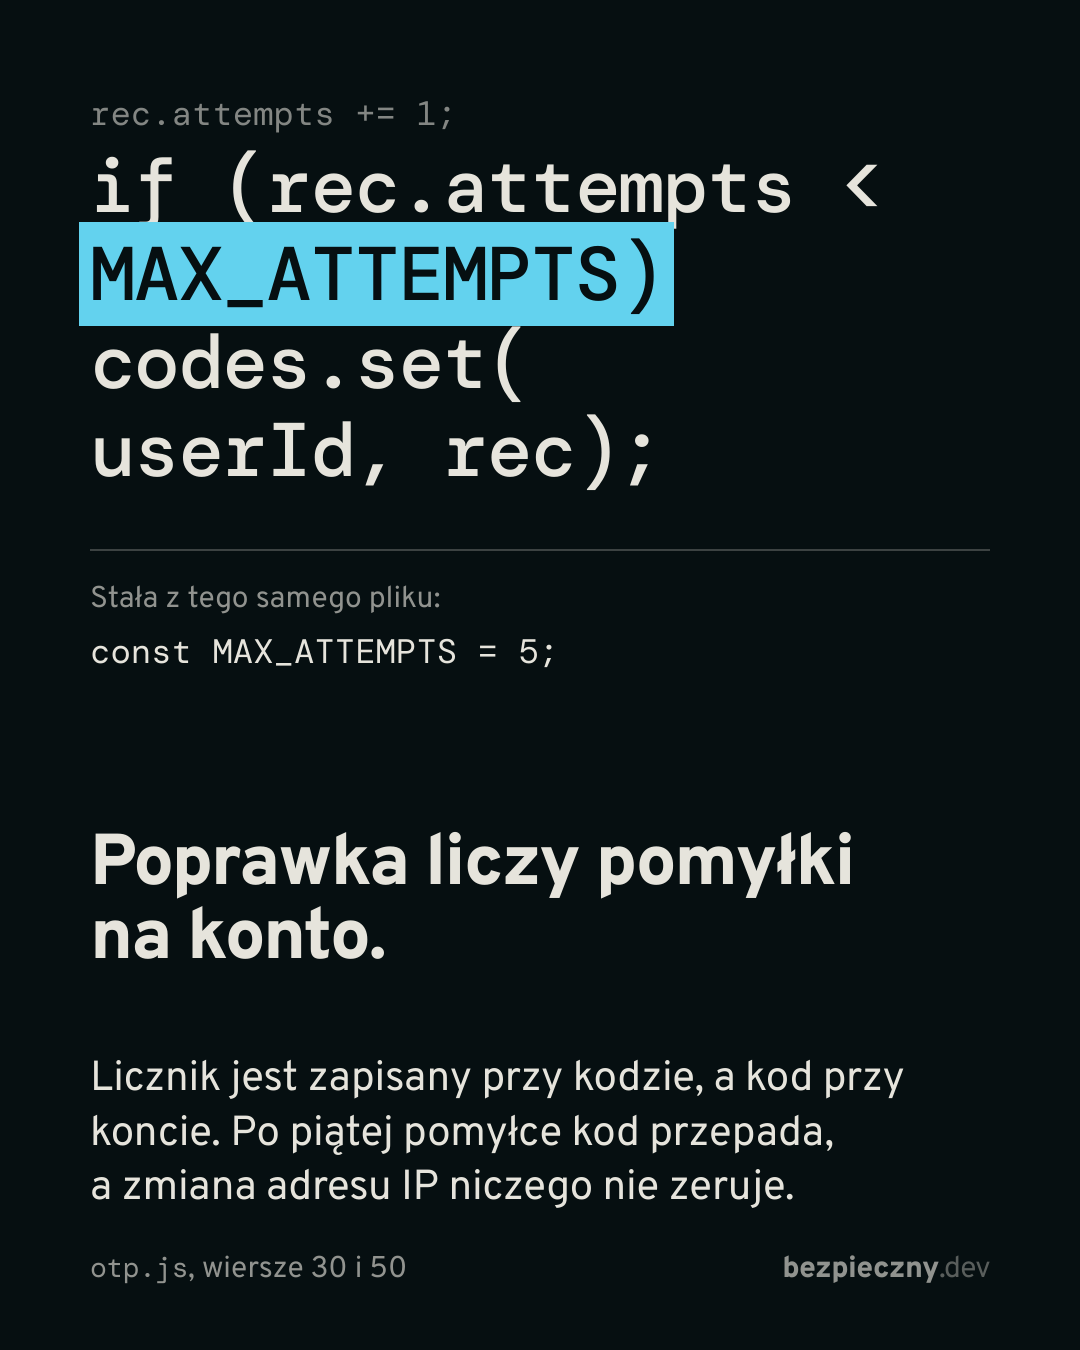 rec.attempts += 1;
if (rec.attempts <
MAX_ATTEMPTS)
codes.set(
userId, rec);
Stała z tego samego pliku:
const MAX_ATTEMPTS = 5;
Poprawka liczy pomyłki
na konto.
Licznik jest zapisany przy kodzie, a kod przy
koncie. Po piątej pomyłce kod przepada,
a zmiana adresu IP niczego nie zeruje.
otp.js, wiersze 30 i 50
bezpieczny.dev